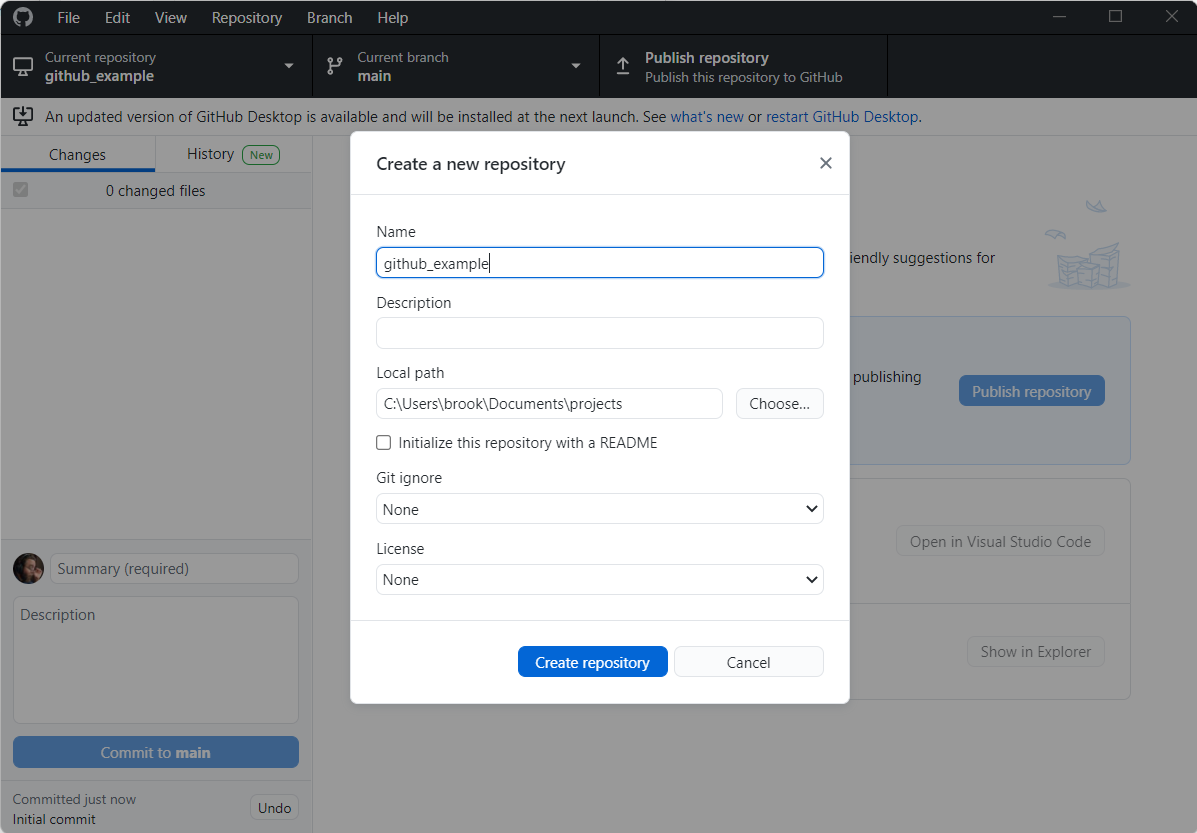 File Edit View Repository Branch Help
Current repository
github_example
Current branch
main
Publish repository
Publish this repository to GitHub
An updated version of GitHub Desktop is available and will be installed at the next launch. See what's new or restart GitHub Desktop.
Changes
History New
0 changed files
Create a new repository
Name
github_example
Description
Local path
C:\Users\brook\Documents\projects
Choose...
Initialize this repository with a README
Git ignore
None
License
None
Create repository
Cancel
iendly suggestions for
publishing
Publish repository
Open in Visual Studio Code
Show in Explorer
Summary (required)
Description
Commit to main
Committed just now
Initial commit
Undo